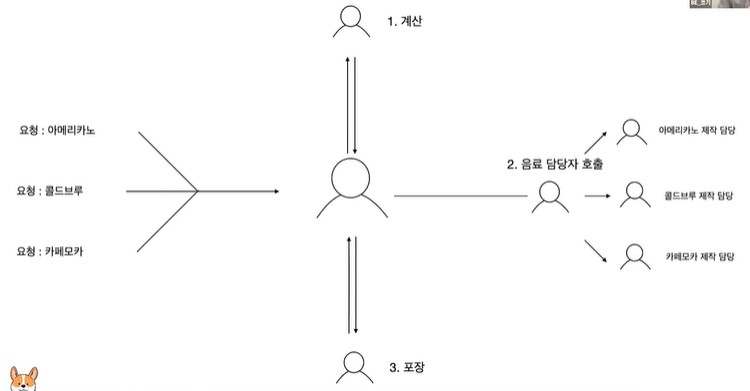 1. 계산
요청 : 아메리카노
아메리카노 제작 담당
2. 음료 담당자 호출
요청 : 콜드브루
콜드브루 제작 담당
요청 : 카페모카
카페모카 제작 담당
3. 포장